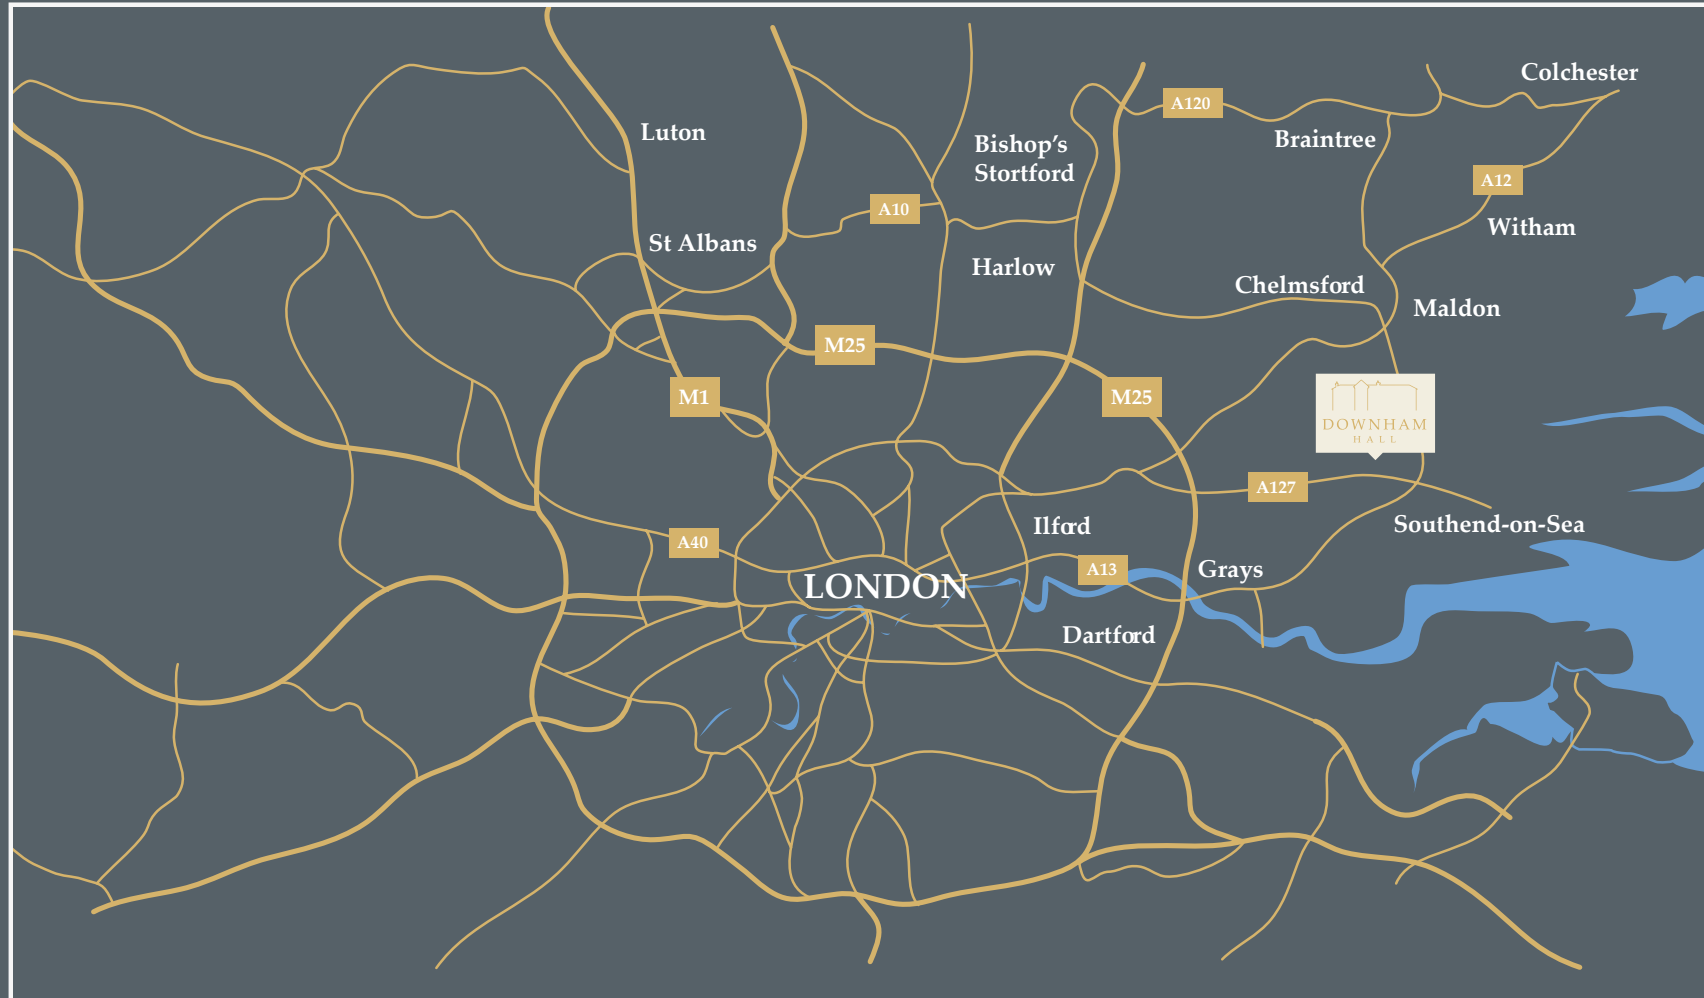 Colchester
A120
Luton
Braintree
Bishop's
Stortford
A12
A10
Witham
St Albans
Harlow
Chelmsford
Maldon
M25
M1
M25
DOWNHAM
HALL
A127
Ilford
Southend-on-Sea
A40
A13
Grays
LONDON
Dartford